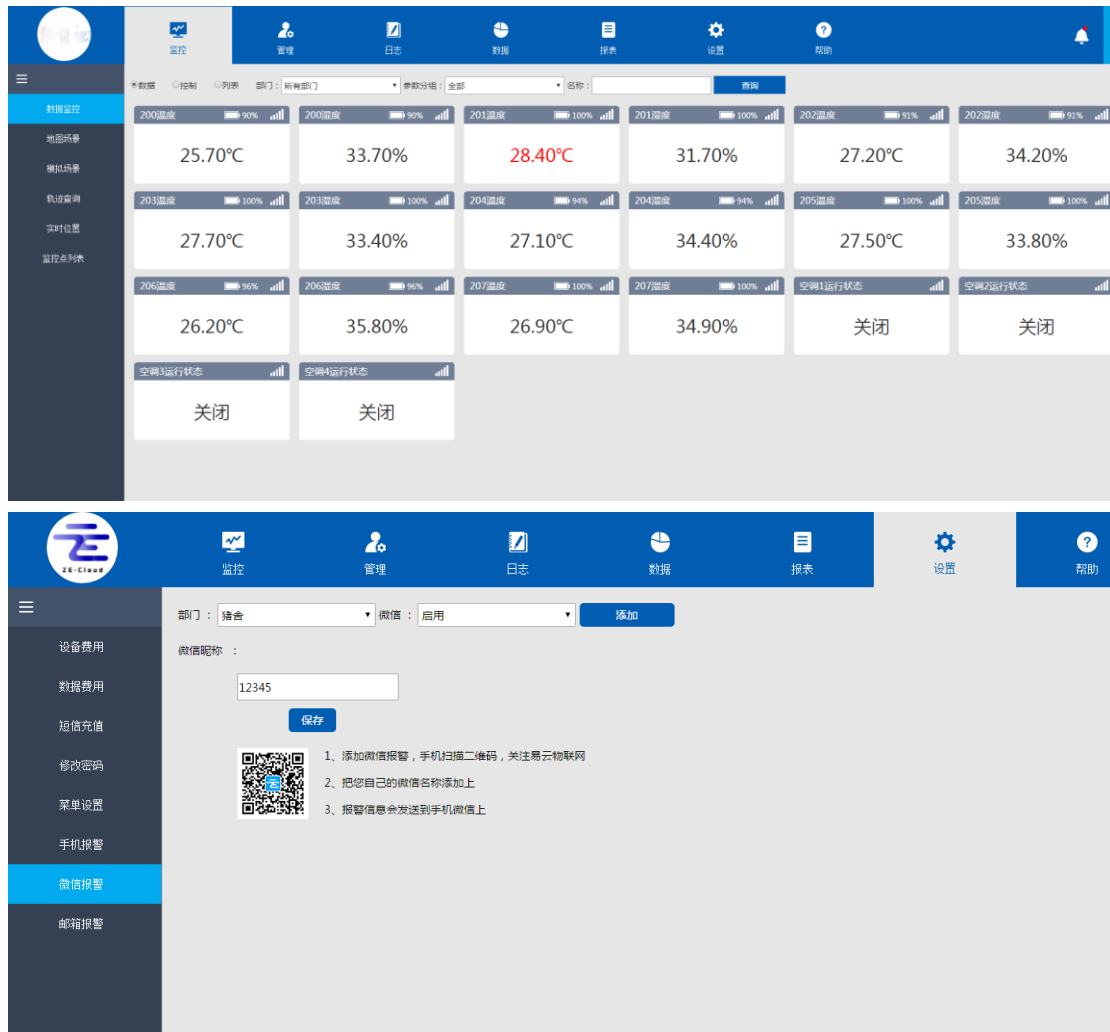 监控 管理 日志 数据 报表 设置 帮助
数据 控制 列表 部门：所有部门 参数分组：全部 名称： 查询
数据监控
地图场景
模拟场景
轨迹查询
实时位置
监控点列表
200温度 90% 200湿度 90% 201温度 100% 201湿度 100% 202温度 91% 202湿度 91%
25.70℃ 33.70% 28.40℃ 31.70% 27.20℃ 34.20%
203温度 100% 203湿度 100% 204温度 94% 204湿度 94% 205温度 100% 205湿度 100%
27.70℃ 33.40% 27.10℃ 34.40% 27.50℃ 33.80%
206温度 96% 206湿度 96% 207温度 100% 207湿度 100% 空调1运行状态 空调2运行状态
26.20℃ 35.80% 26.90℃ 34.90% 关闭 关闭
空调3运行状态 空调4运行状态
关闭 关闭
ZE-Cloud
监控 管理 日志 数据 报表 设置 帮助
部门：猪舍 微信：启用 添加
微信昵称 ：
12345
保存
1、添加微信报警，手机扫描二维码，关注易云物联网
2、把您自己的微信名称添加上
3、报警信息会发送到手机微信上
设备费用
数据费用
短信充值
修改密码
菜单设置
手机报警
微信报警
邮箱报警